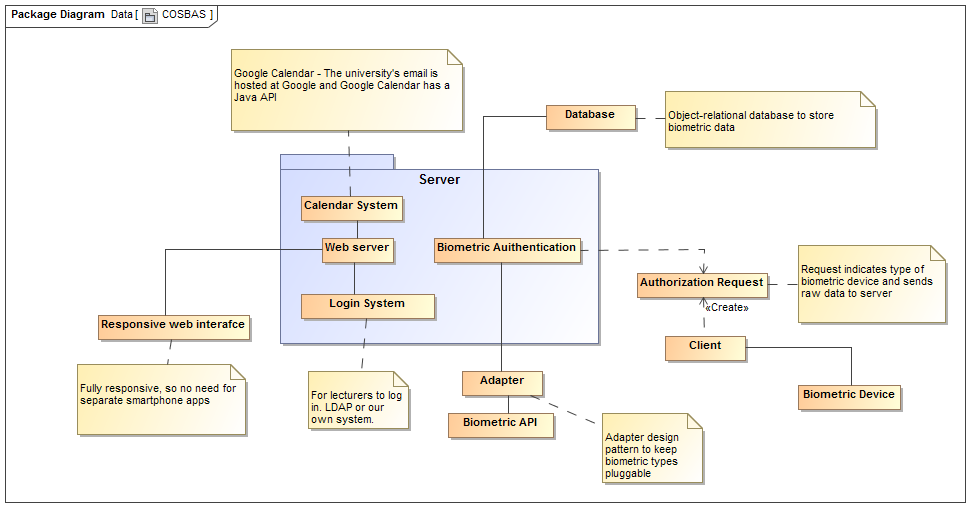 Package Diagram Data [ COSBAS ]
Google Calendar - The university's email is
hosted at Google and Google Calendar has a
Java API
Database
Object-relational database to store
biometric data
Server
Calendar System
Web server
Biometric Auithentication
Login System
Authorization Request
Request indicates type of
biometric device and sends
raw data to server
«Create»
Client
Biometric Device
Responsive web interafce
Fully responsive, so no need for
separate smartphone apps
For lecturers to log
in. LDAP or our
own system.
Adapter
Biometric API
Adapter design
pattern to keep
biometric types
pluggable